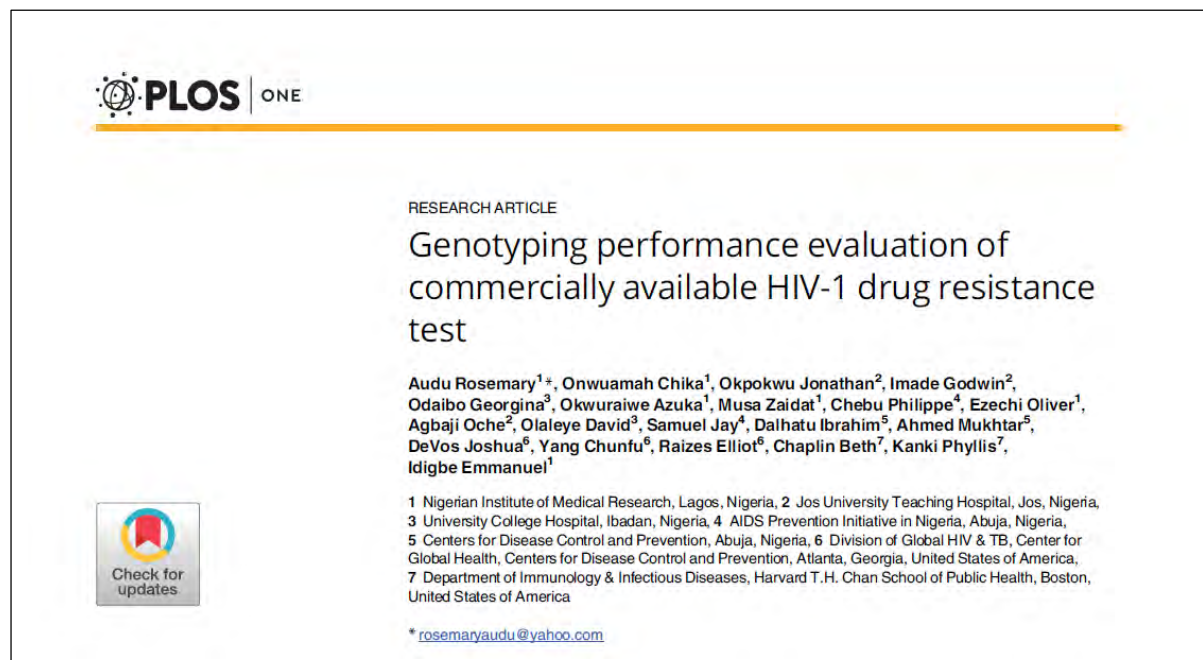 PLOS | ONE
RESEARCH ARTICLE
Genotyping performance evaluation of
commercially available HIV-1 drug resistance
test
Audu Rosemary1*, Onwuamah Chika1, Okpokwu Jonathan2, Imade Godwin2,
Odaibo Georgina3, Okwuraiwe Azuka1, Musa Zaidat1, Chebu Philippe4, Ezechi Oliver1,
Agbaji Oche2, Olaleye David3, Samuel Jay4, Dalhatu Ibrahim5, Ahmed Mukhtar5,
DeVos Joshua6, Yang Chunfu6, Raizes Elliot6, Chaplin Beth7, Kanki Phyllis7,
Idigbe Emmanuel1
1 Nigerian Institute of Medical Research, Lagos, Nigeria, 2 Jos University Teaching Hospital, Jos, Nigeria,
3 University College Hospital, Ibadan, Nigeria, 4 AIDS Prevention Initiative in Nigeria, Abuja, Nigeria,
5 Centers for Disease Control and Prevention, Abuja, Nigeria, 6 Division of Global HIV & TB, Center for
Global Health, Centers for Disease Control and Prevention, Atlanta, Georgia, United States of America,
7 Department of Immunology & Infectious Diseases, Harvard T.H. Chan School of Public Health, Boston,
United States of America
* rosemaryaudu@yahoo.com
Check for
updates